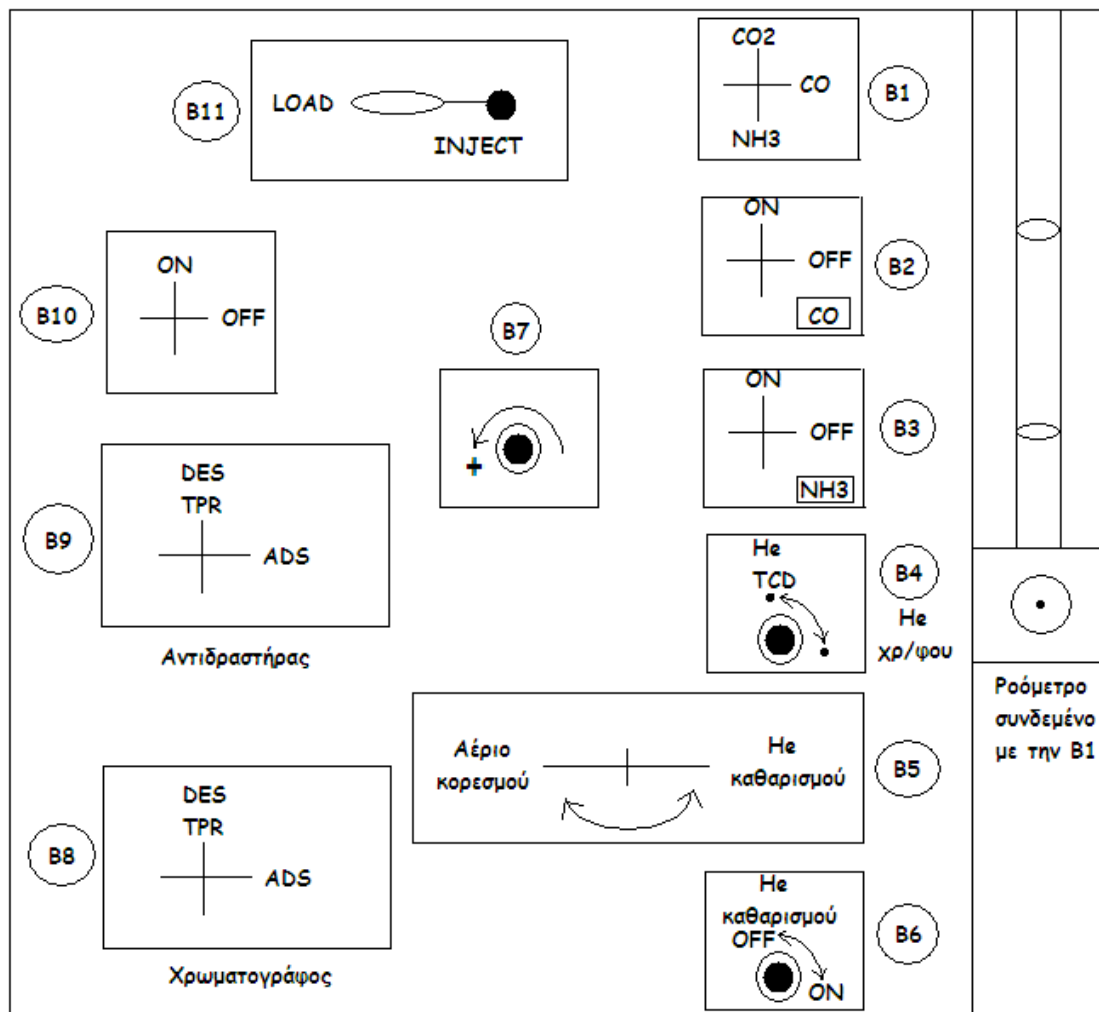 B11
LOAD
INJECT
CO2
CO
NH3
B1
ON
OFF
CO
B2
B10
ON
OFF
B7
+
ON
OFF
NH3
B3
B9
DES
TPR
ADS
Αντιδραστήρας
He
TCD
B4
He
χρ/φου
Ροόμετρο
συνδεμένο
με την B1
Αέριο
κορεσμού
He
καθαρισμού
B5
B8
DES
TPR
ADS
Χρωματογράφος
He
καθαρισμού
OFF
ON
B6